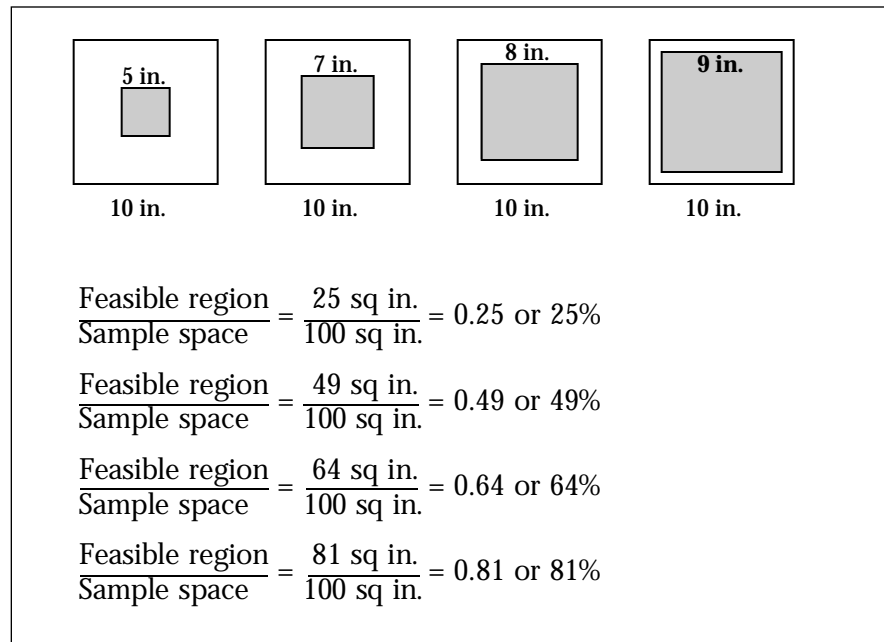 5 in. 7 in. 8 in. 9 in.
10 in. 10 in. 10 in. 10 in.
Feasible region / Sample space = 25 sq in. / 100 sq in. = 0.25 or 25%
Feasible region / Sample space = 49 sq in. / 100 sq in. = 0.49 or 49%
Feasible region / Sample space = 64 sq in. / 100 sq in. = 0.64 or 64%
Feasible region / Sample space = 81 sq in. / 100 sq in. = 0.81 or 81%